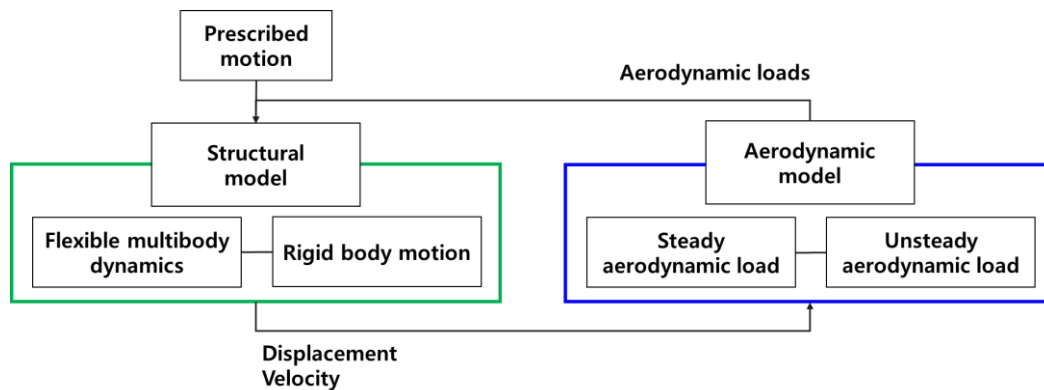 Prescribed
motion
Aerodynamic loads
Structural
model
Aerodynamic
model
Flexible multibody
dynamics
Rigid body motion
Steady
aerodynamic load
Unsteady
aerodynamic load
Displacement
Velocity